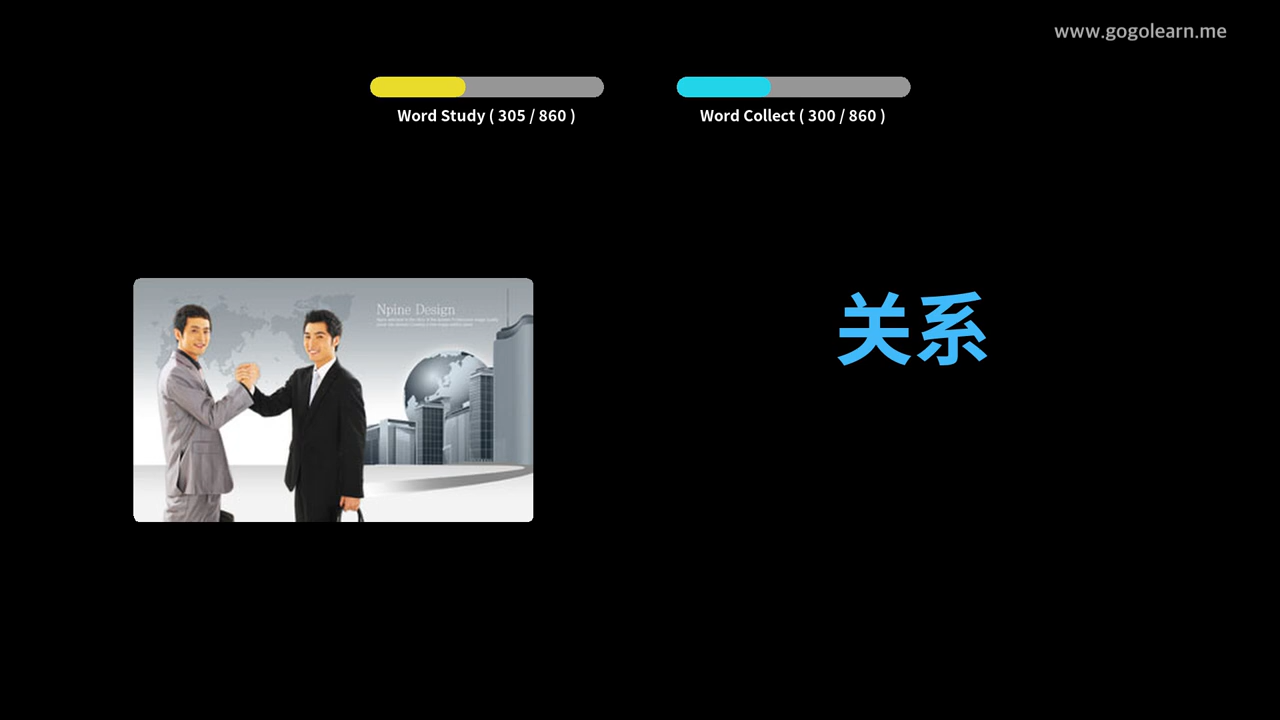 www.gogolearn.me
Word Study ( 305 / 860 )
Word Collect ( 300 / 860 )
Npine Design
关系